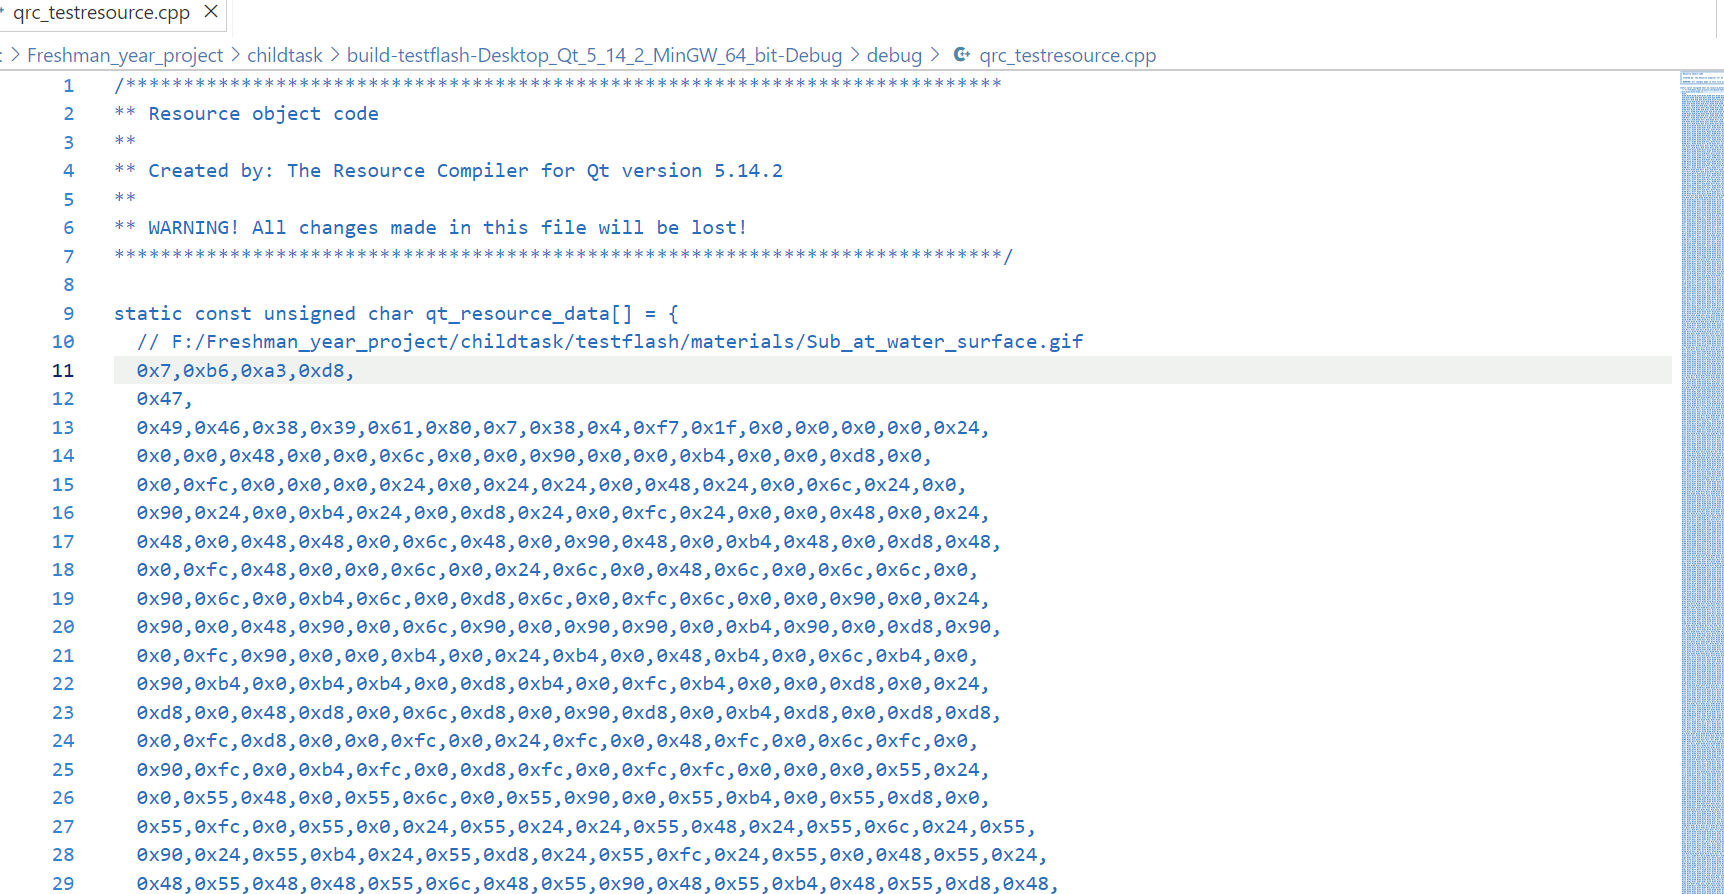 qrc_testresource.cpp
Freshman_year_project > childtask > build-testflash-Desktop_Qt_5_14_2_MinGW_64_bit-Debug > debug > qrc_testresource.cpp
1 /****************************************************************************
2 ** Resource object code
3 **
4 ** Created by: The Resource Compiler for Qt version 5.14.2
5 **
6 ** WARNING! All changes made in this file will be lost!
7 *****************************************************************************/
8
9 static const unsigned char qt_resource_data[] = {
10 // F:/Freshman_year_project/childtask/testflash/materials/Sub_at_water_surface.gif
11 0x7,0xb6,0xa3,0xd8,
12 0x47,
13 0x49,0x46,0x38,0x39,0x61,0x80,0x7,0x38,0x4,0xf7,0x1f,0x0,0x0,0x0,0x0,0x24,
14 0x0,0x0,0x48,0x0,0x0,0x6c,0x0,0x0,0x90,0x0,0x0,0xb4,0x0,0x0,0xd8,0x0,
15 0x0,0xfc,0x0,0x0,0x0,0x24,0x0,0x24,0x24,0x0,0x48,0x24,0x0,0x6c,0x24,0x0,
16 0x90,0x24,0x0,0xb4,0x24,0x0,0xd8,0x24,0x0,0xfc,0x24,0x0,0x0,0x48,0x0,0x24,
17 0x48,0x0,0x48,0x48,0x0,0x6c,0x48,0x0,0x90,0x48,0x0,0xb4,0x48,0x0,0xd8,0x48,
18 0x0,0xfc,0x48,0x0,0x0,0x6c,0x0,0x24,0x6c,0x0,0x48,0x6c,0x0,0x6c,0x6c,0x0,
19 0x90,0x6c,0x0,0xb4,0x6c,0x0,0xd8,0x6c,0x0,0xfc,0x6c,0x0,0x0,0x90,0x0,0x24,
20 0x90,0x0,0x48,0x90,0x0,0x6c,0x90,0x0,0x90,0x90,0x0,0xb4,0x90,0x0,0xd8,0x90,
21 0x0,0xfc,0x90,0x0,0x0,0xb4,0x0,0x24,0xb4,0x0,0x48,0xb4,0x0,0x6c,0xb4,0x0,
22 0x90,0xb4,0x0,0xb4,0xb4,0x0,0xd8,0xb4,0x0,0xfc,0xb4,0x0,0x0,0xd8,0x0,0x24,
23 0xd8,0x0,0x48,0xd8,0x0,0x6c,0xd8,0x0,0x90,0xd8,0x0,0xb4,0xd8,0x0,0xd8,0xd8,
24 0x0,0xfc,0xd8,0x0,0x0,0xfc,0x0,0x24,0xfc,0x0,0x48,0xfc,0x0,0x6c,0xfc,0x0,
25 0x90,0xfc,0x0,0xb4,0xfc,0x0,0xd8,0xfc,0x0,0xfc,0xfc,0x0,0x0,0x0,0x55,0x24,
26 0x0,0x55,0x48,0x0,0x55,0x6c,0x0,0x55,0x90,0x0,0x55,0xb4,0x0,0x55,0xd8,0x0,
27 0x55,0xfc,0x0,0x55,0x0,0x24,0x55,0x24,0x24,0x55,0x48,0x24,0x55,0x6c,0x24,0x55,
28 0x90,0x24,0x55,0xb4,0x24,0x55,0xd8,0x24,0x55,0xfc,0x24,0x55,0x0,0x48,0x55,0x24,
29 0x48,0x55,0x48,0x48,0x55,0x6c,0x48,0x55,0x90,0x48,0x55,0xb4,0x48,0x55,0xd8,0x48,